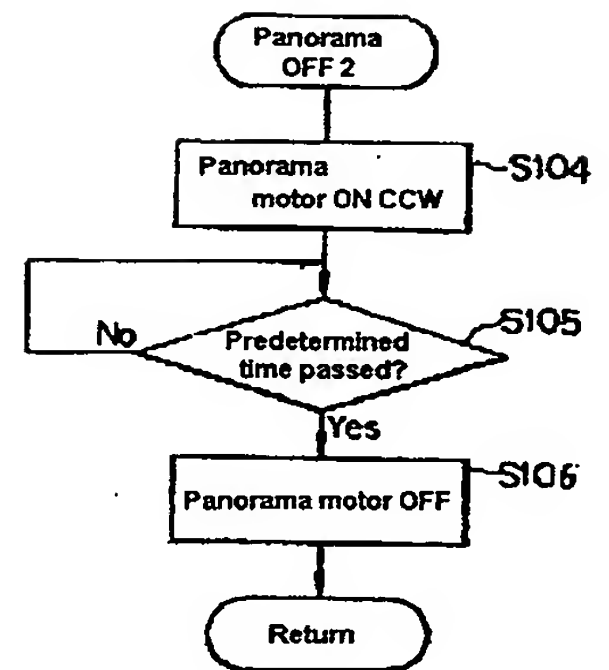 Panorama
OFF 2
Panorama
motor ON CCW
S104
Predetermined
time passed?
S105
No
Yes
Panorama motor OFF
S106
Return